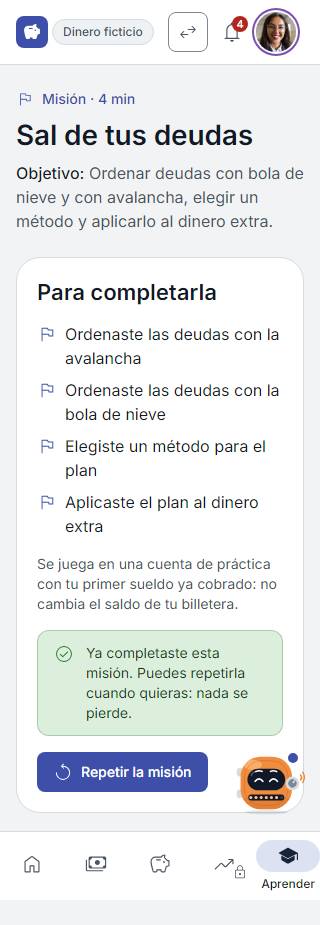 Dinero ficticio
4
Misión · 4 min
Sal de tus deudas
Objetivo: Ordenar deudas con bola de
nieve y con avalancha, elegir un
método y aplicarlo al dinero extra.
Para completarla
Ordenaste las deudas con la
avalancha
Ordenaste las deudas con la
bola de nieve
Elegiste un método para el
plan
Aplicaste el plan al dinero
extra
Se juega en una cuenta de práctica
con tu primer sueldo ya cobrado: no
cambia el saldo de tu billetera.
Ya completaste esta
misión. Puedes repetirla
cuando quieras: nada se
pierde.
Repetir la misión
Aprender